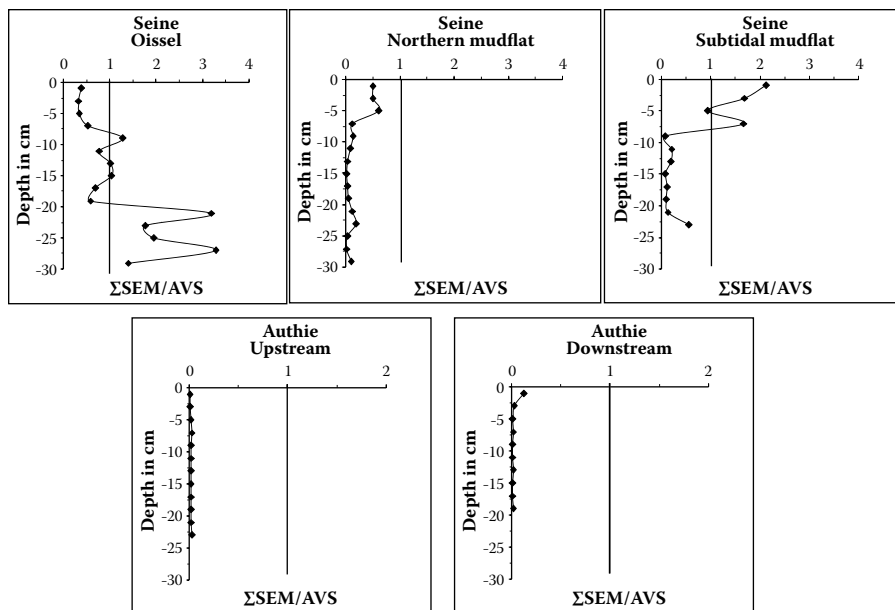 Seine
Oissel
0 1 2 3 4
0
-5
-10
-15
-20
-25
-30
Depth in cm
ΣSEM/AVS
Seine
Northern mudflat
0 1 2 3 4
0
-5
-10
-15
-20
-25
-30
Depth in cm
ΣSEM/AVS
Seine
Subtidal mudflat
0 1 2 3 4
0
-5
-10
-15
-20
-25
-30
Depth in cm
ΣSEM/AVS
Authie
Upstream
0 1 2
0
-5
-10
-15
-20
-25
-30
Depth in cm
ΣSEM/AVS
Authie
Downstream
0 1 2
0
-5
-10
-15
-20
-25
-30
Depth in cm
ΣSEM/AVS